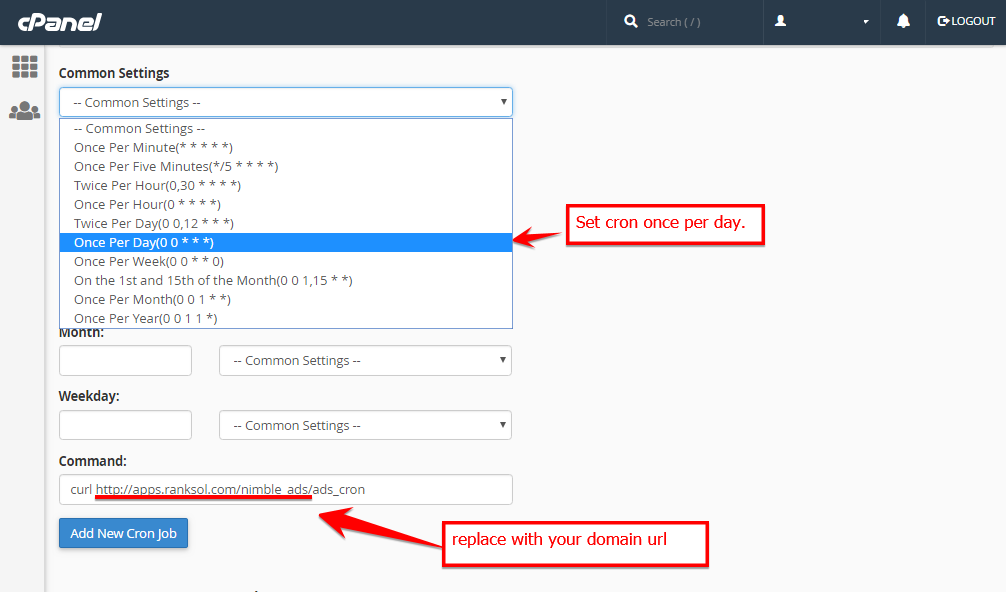 cPanel
Search ( / )
LOGOUT
Common Settings
-- Common Settings --
-- Common Settings --
Once Per Minute(* * * * *)
Once Per Five Minutes(*/5 * * * *)
Twice Per Hour(0,30 * * * *)
Once Per Hour(0 * * * *)
Twice Per Day(0 0,12 * * *)
Once Per Day(0 0 * * *)
Set cron once per day.
Once Per Week(0 0 * * 0)
On the 1st and 15th of the Month(0 0 1,15 * *)
Once Per Month(0 0 1 * *)
Once Per Year(0 0 1 1 *)
Month:
-- Common Settings --
Weekday:
-- Common Settings --
Command:
curl http://apps.ranksol.com/nimble_ads/ads_cron
Add New Cron Job
replace with your domain url